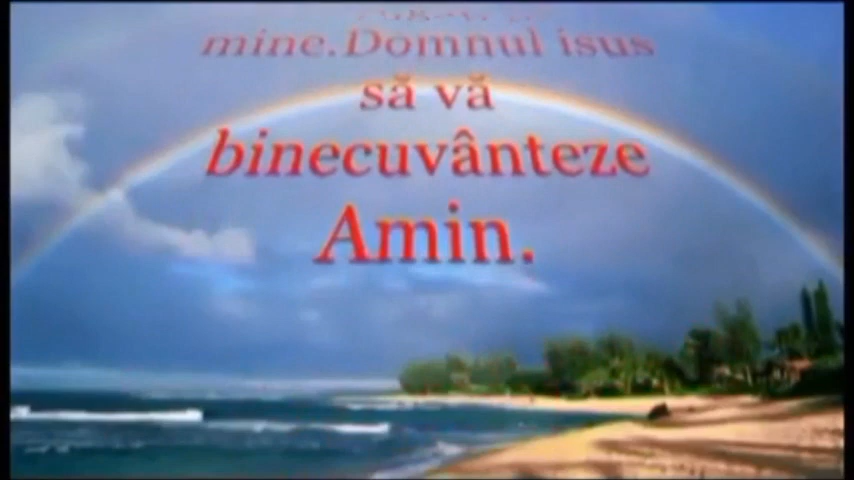 mine.Domnul isus
să vă
binecuvânteze
Amin.